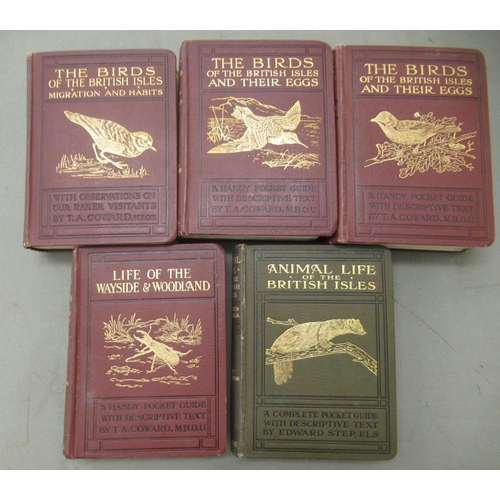 THE BIRDS
OF THE BRITISH ISLES
MIGRATION AND HABITS
WITH OBSERVATIONS ON
OUR RARER VISITANTS
BY T.A. COWARD, M.B.O.U.
THE BIRDS
OF THE BRITISH ISLES
AND THEIR EGGS
A HANDY POCKET GUIDE
WITH DESCRIPTIVE TEXT
BY T.A. COWARD, M.B.O.U.
THE BIRDS
OF THE BRITISH ISLES
AND THEIR EGGS
A HANDY POCKET GUIDE
WITH DESCRIPTIVE TEXT
BY T.A. COWARD, M.B.O.U.
LIFE OF THE
WAYSIDE & WOODLAND
A HANDY POCKET GUIDE
WITH DESCRIPTIVE TEXT
BY T.A. COWARD, M.B.O.U.
ANIMAL LIFE
· OF THE ·
BRITISH ISLES
A COMPLETE POCKET GUIDE
WITH DESCRIPTIVE TEXT
BY EDWARD STEP, F.L.S.